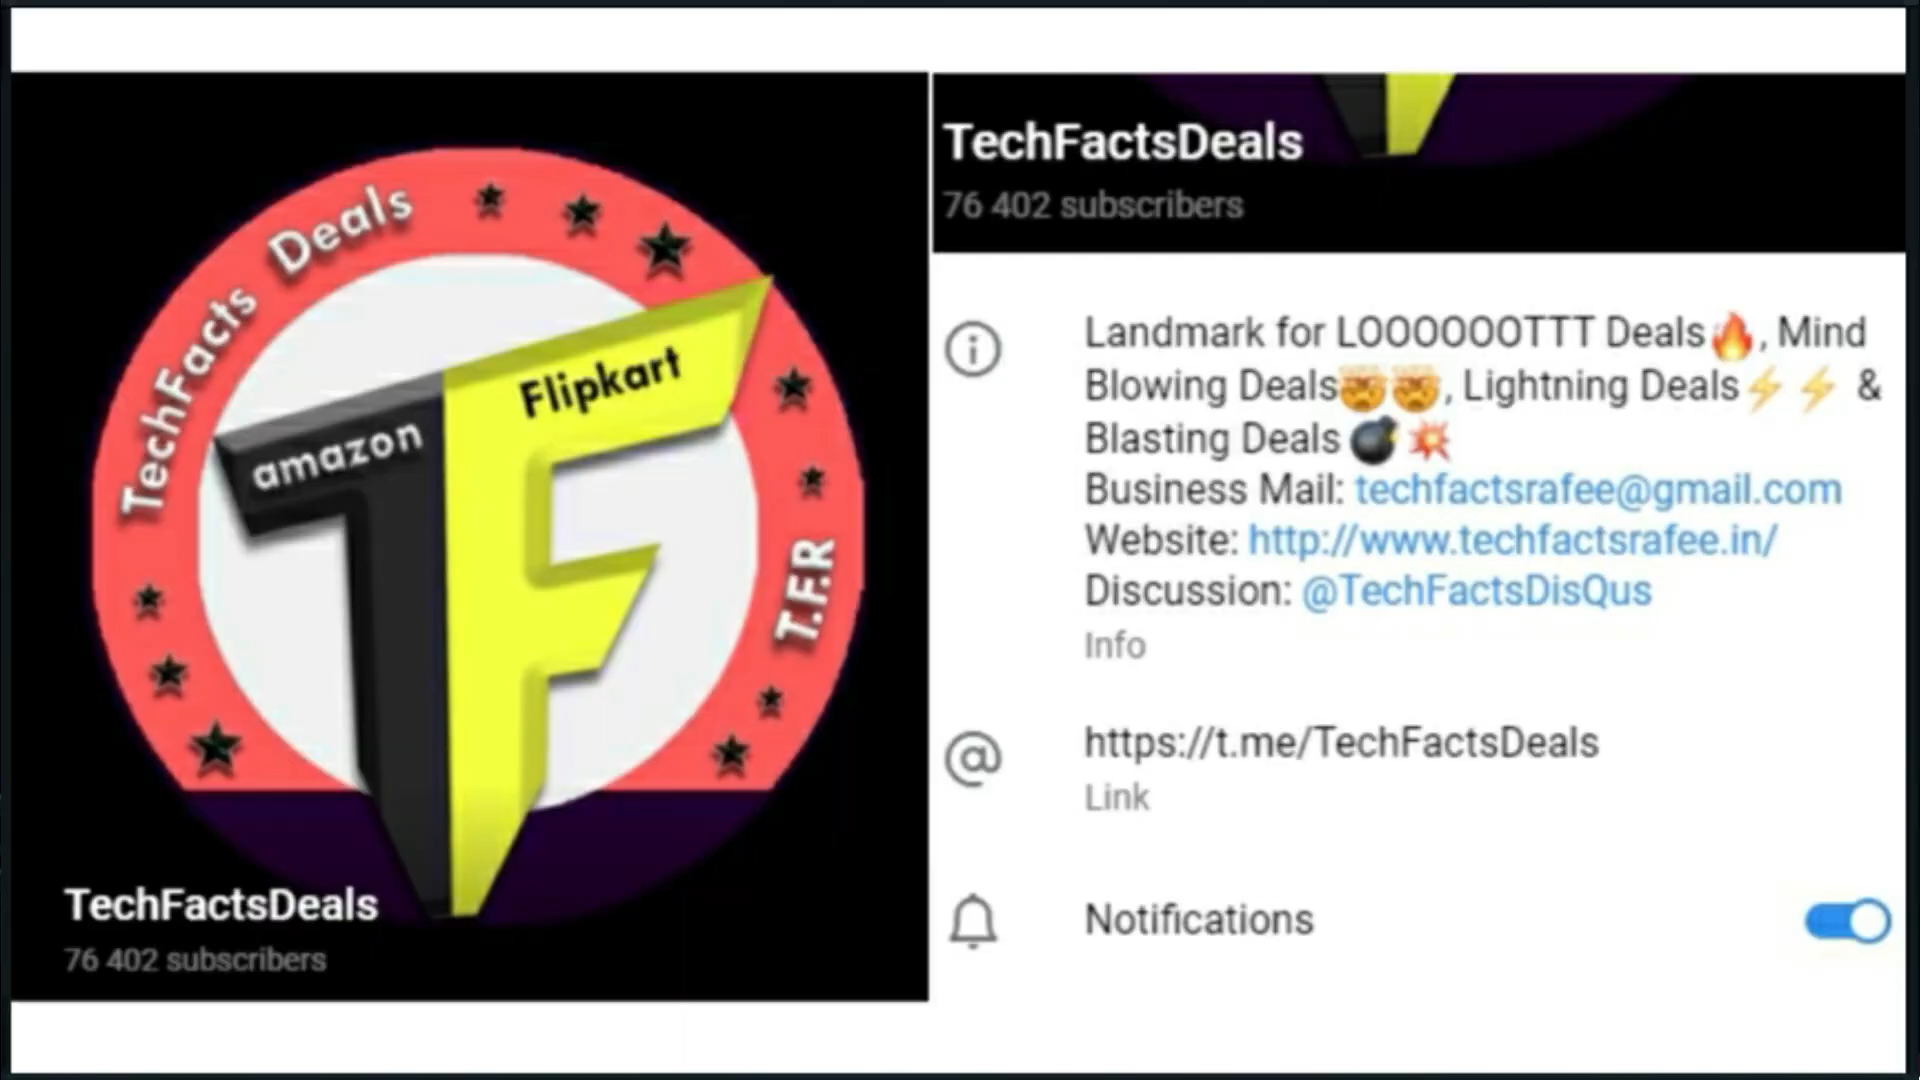 TechFacts Deals
amazon
Flipkart
T.F.R
TechFactsDeals
76 402 subscribers
TechFactsDeals
76 402 subscribers
Landmark for LOOOOOOTTT Deals🔥, Mind
Blowing Deals🤯🤯, Lightning Deals⚡⚡ &
Blasting Deals 💣💥
Business Mail: techfactsrafee@gmail.com
Website: http://www.techfactsrafee.in/
Discussion: @TechFactsDisQus
Info
https://t.me/TechFactsDeals
Link
Notifications